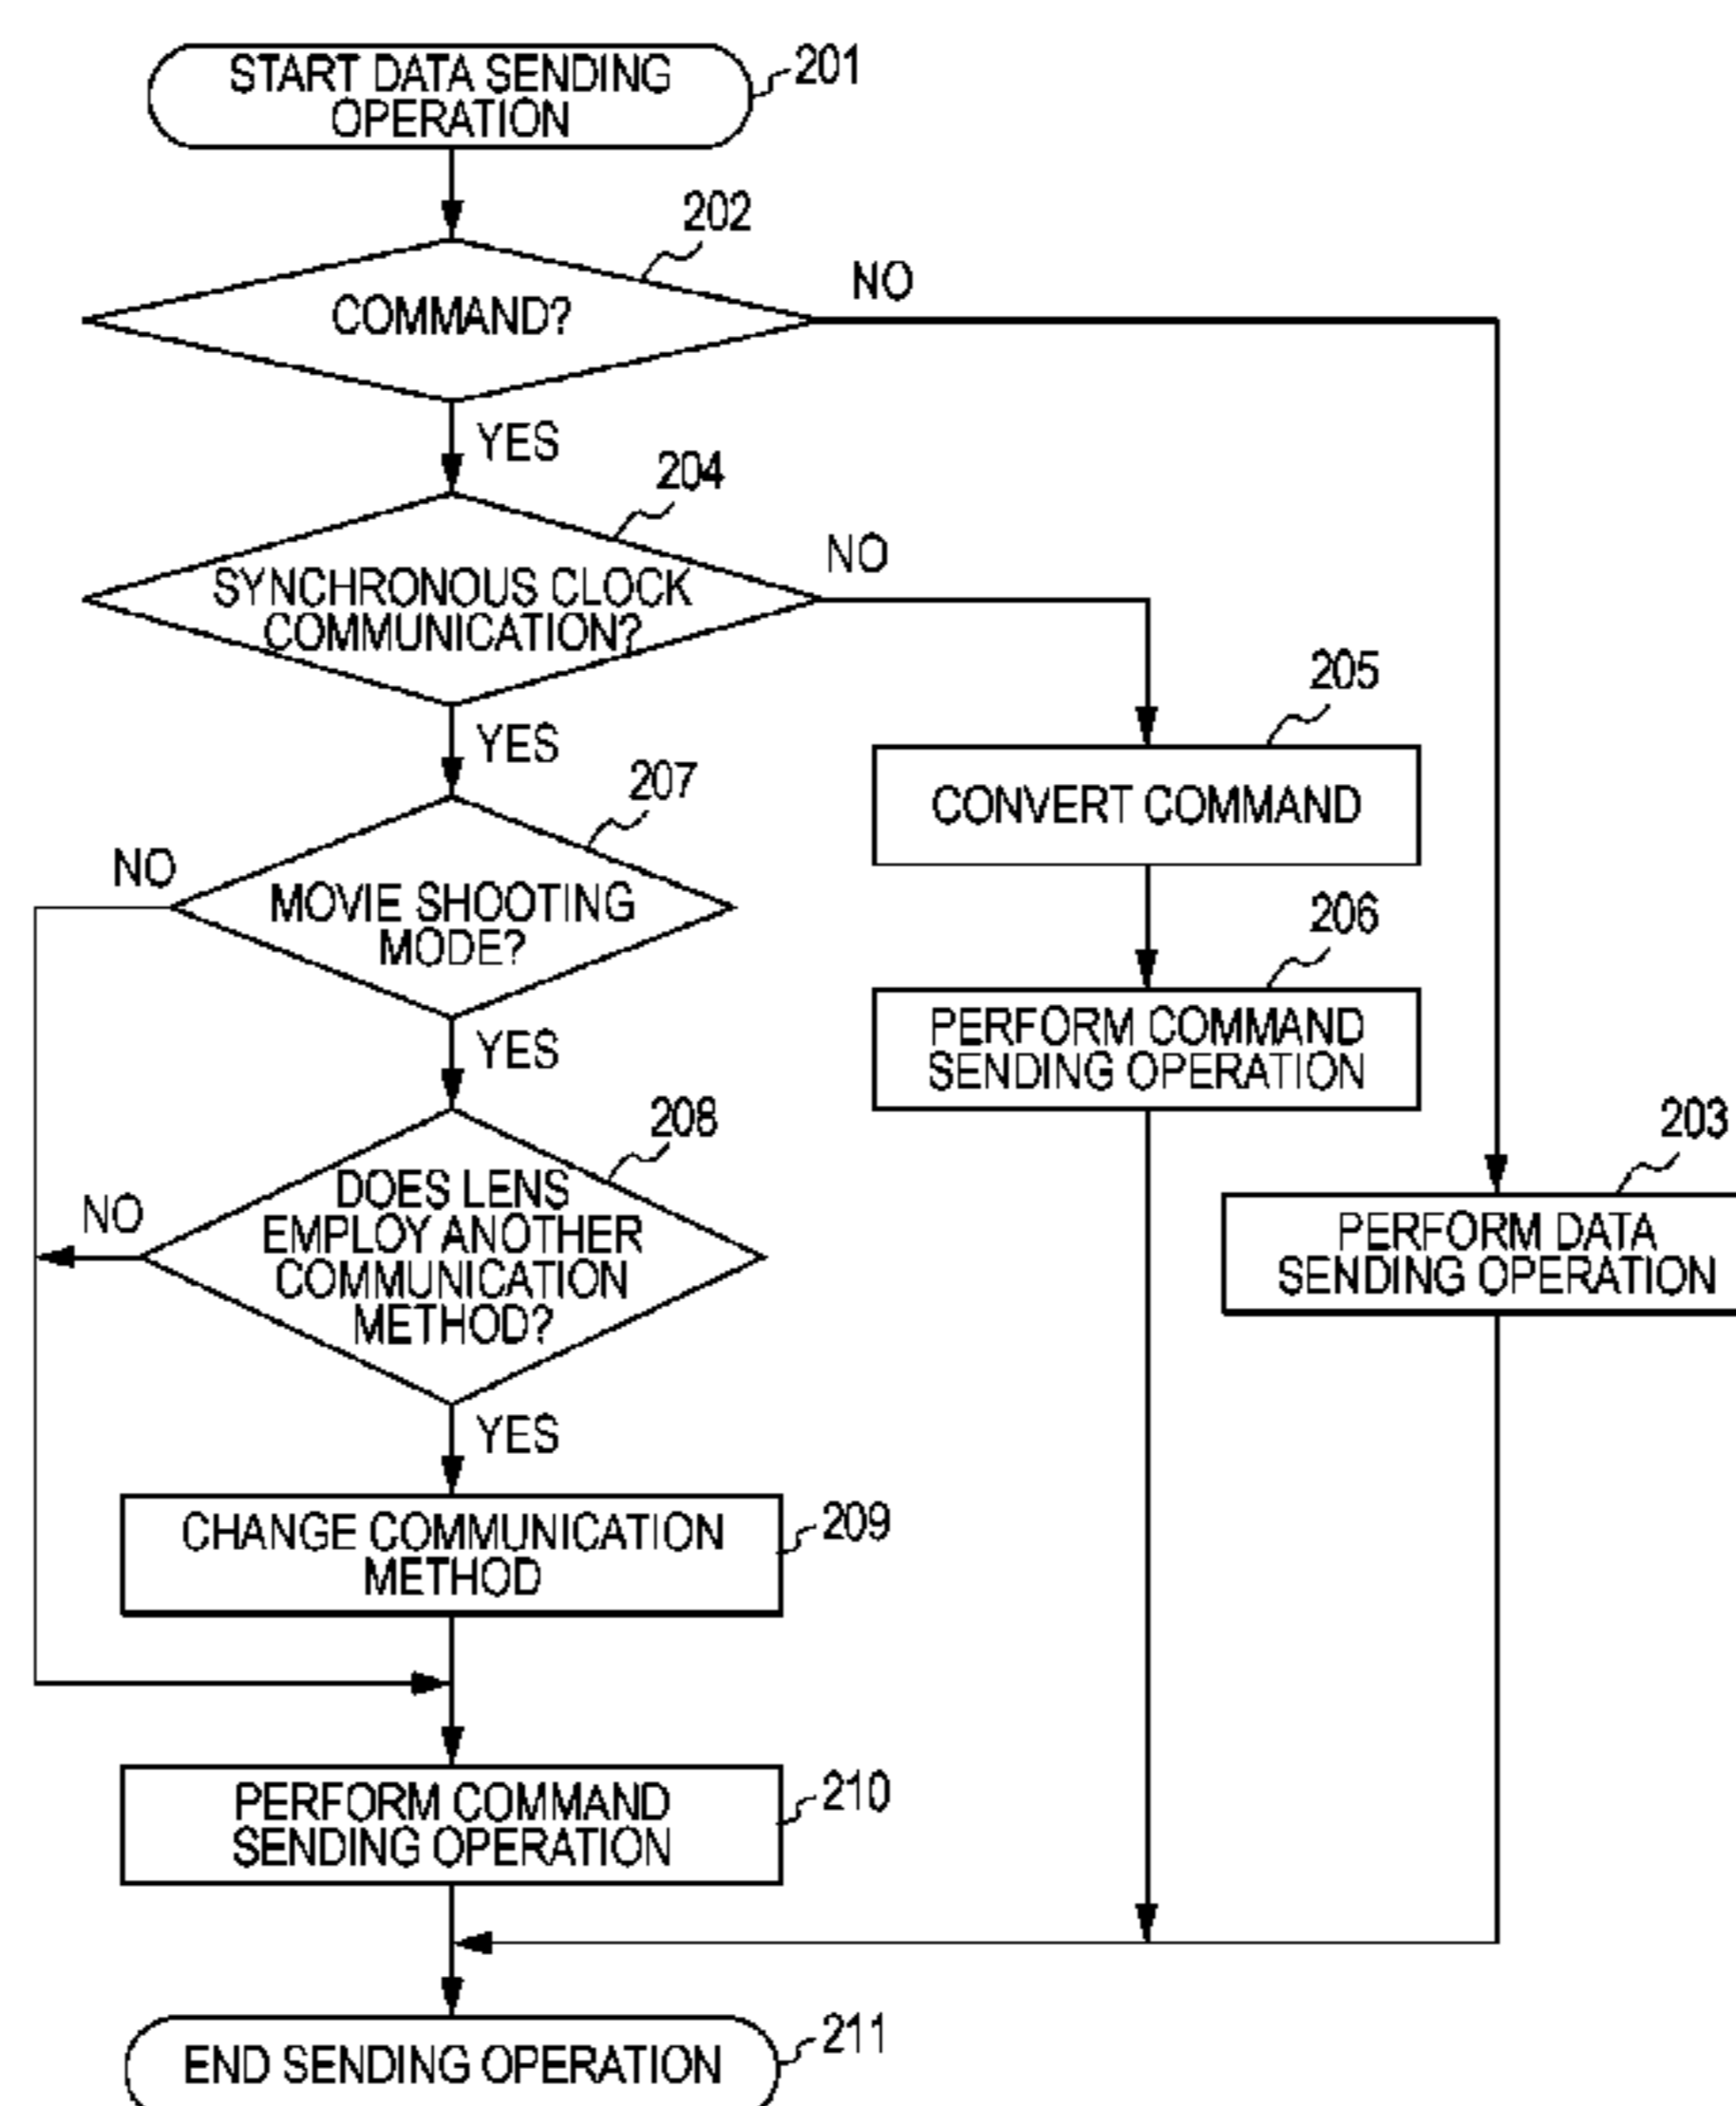 START DATA SENDING
OPERATION
201
202
COMMAND?
NO
YES
204
SYNCHRONOUS CLOCK
COMMUNICATION?
NO
YES
205
CONVERT COMMAND
207
NO
MOVIE SHOOTING
MODE?
206
PERFORM COMMAND
SENDING OPERATION
YES
208
203
NO
DOES LENS
EMPLOY ANOTHER
COMMUNICATION
METHOD?
PERFORM DATA
SENDING OPERATION
YES
CHANGE COMMUNICATION
METHOD
209
PERFORM COMMAND
SENDING OPERATION
210
END SENDING OPERATION
211